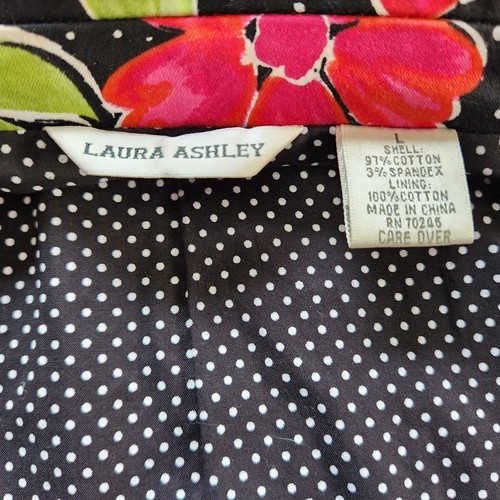 LAURA ASHLEY
L
SHELL:
97% COTTON
3% SPANDEX
LINING:
100% COTTON
MADE IN CHINA
RN 70246
CARE OVER